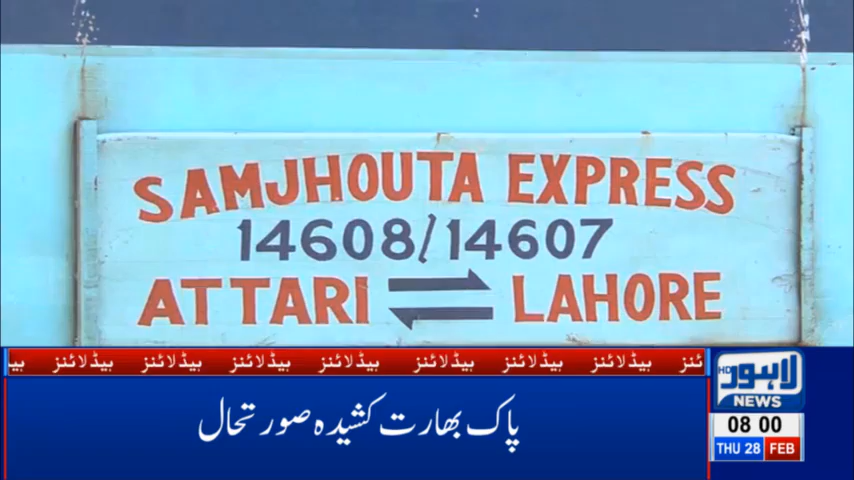 SAMJHOUTA EXPRESS
14608/14607
ATTARI ⇌ LAHORE
ہیڈلائنز ہیڈلائنز ہیڈلائنز ہیڈلائنز ہیڈلائنز ہیڈلائنز ہیڈلائنز
پاک بھارت کشیدہ صورتحال
لاہور HD
NEWS
08 00
THU 28 FEB